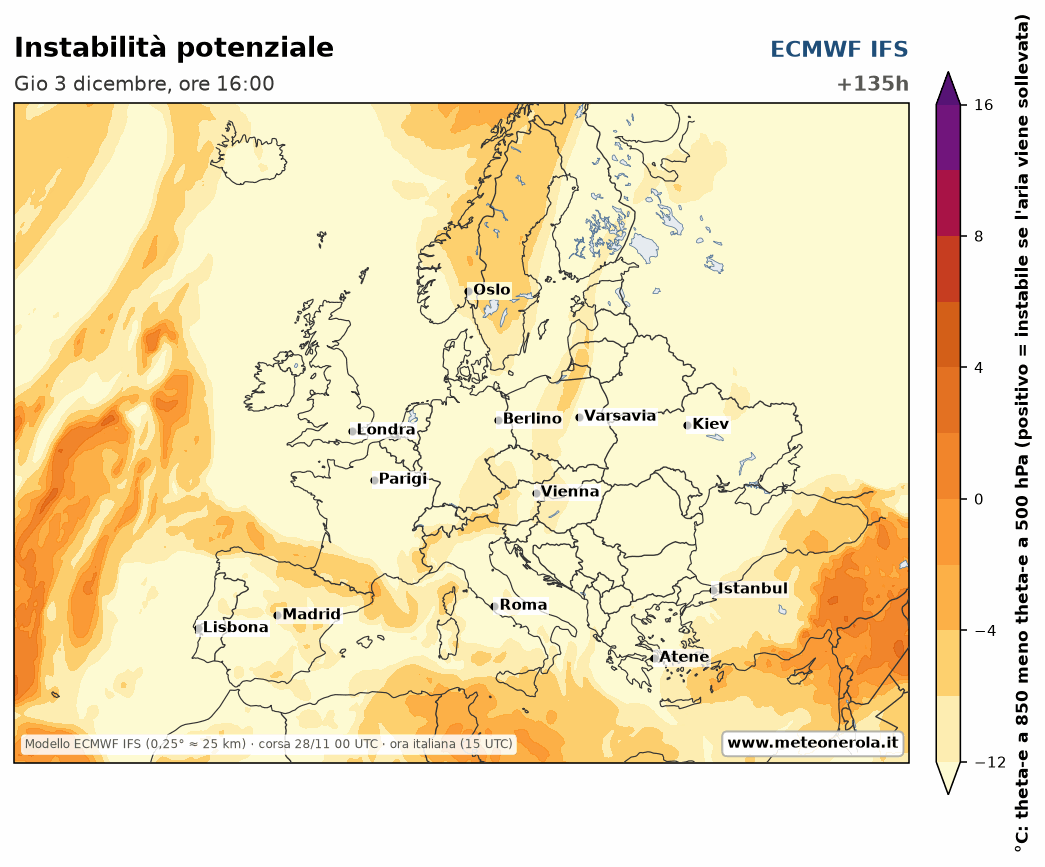 Instabilità potenziale
ECMWF IFS
Gio 3 dicembre, ore 16:00
+135h
Oslo
Londra
Berlino
Varsavia
Kiev
Parigi
Vienna
Istanbul
Madrid
Roma
Lisbona
Atene
Modello ECMWF IFS (0,25° ≈ 25 km) · corsa 28/11 00 UTC · ora italiana (15 UTC)
www.meteonerola.it
16
8
4
0
−4
−12
°C: theta-e a 850 meno theta-e a 500 hPa (positivo = instabile se l'aria viene sollevata)